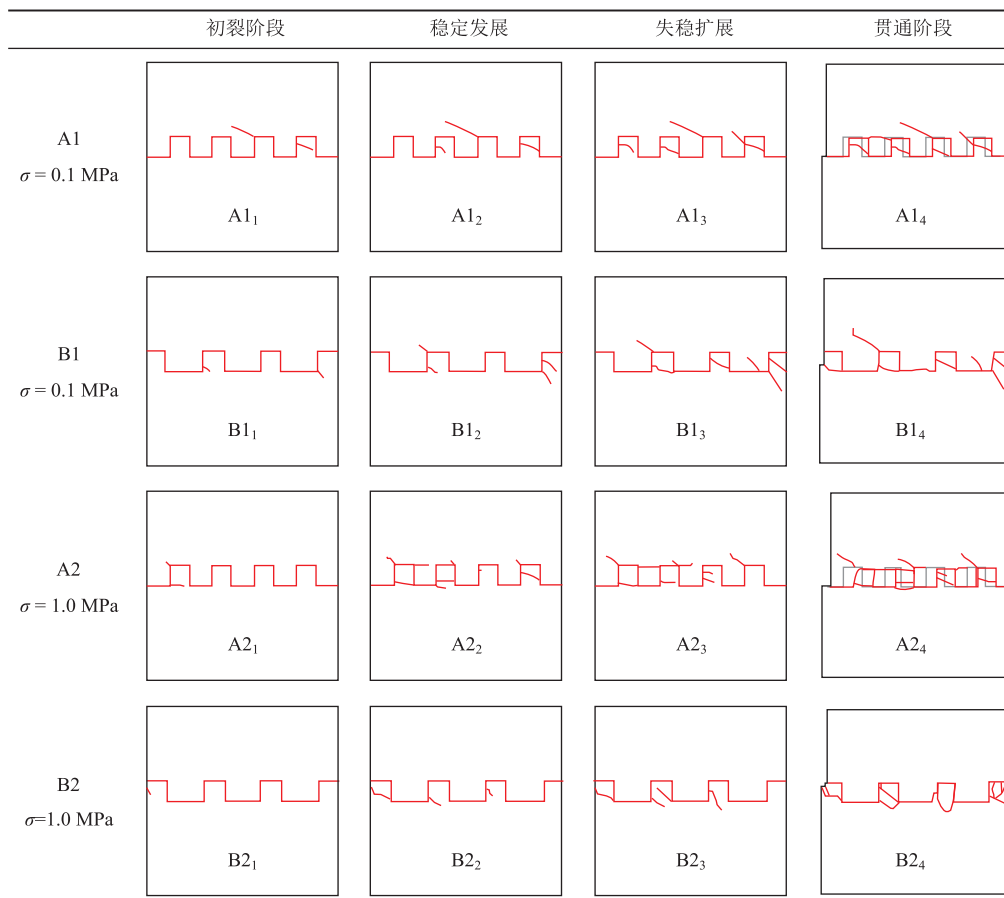 初裂阶段 稳定发展 失稳扩展 贯通阶段
A1
σ = 0.1 MPa
A1₁ A1₂ A1₃ A1₄
B1
σ = 0.1 MPa
B1₁ B1₂ B1₃ B1₄
A2
σ = 1.0 MPa
A2₁ A2₂ A2₃ A2₄
B2
σ=1.0 MPa
B2₁ B2₂ B2₃ B2₄